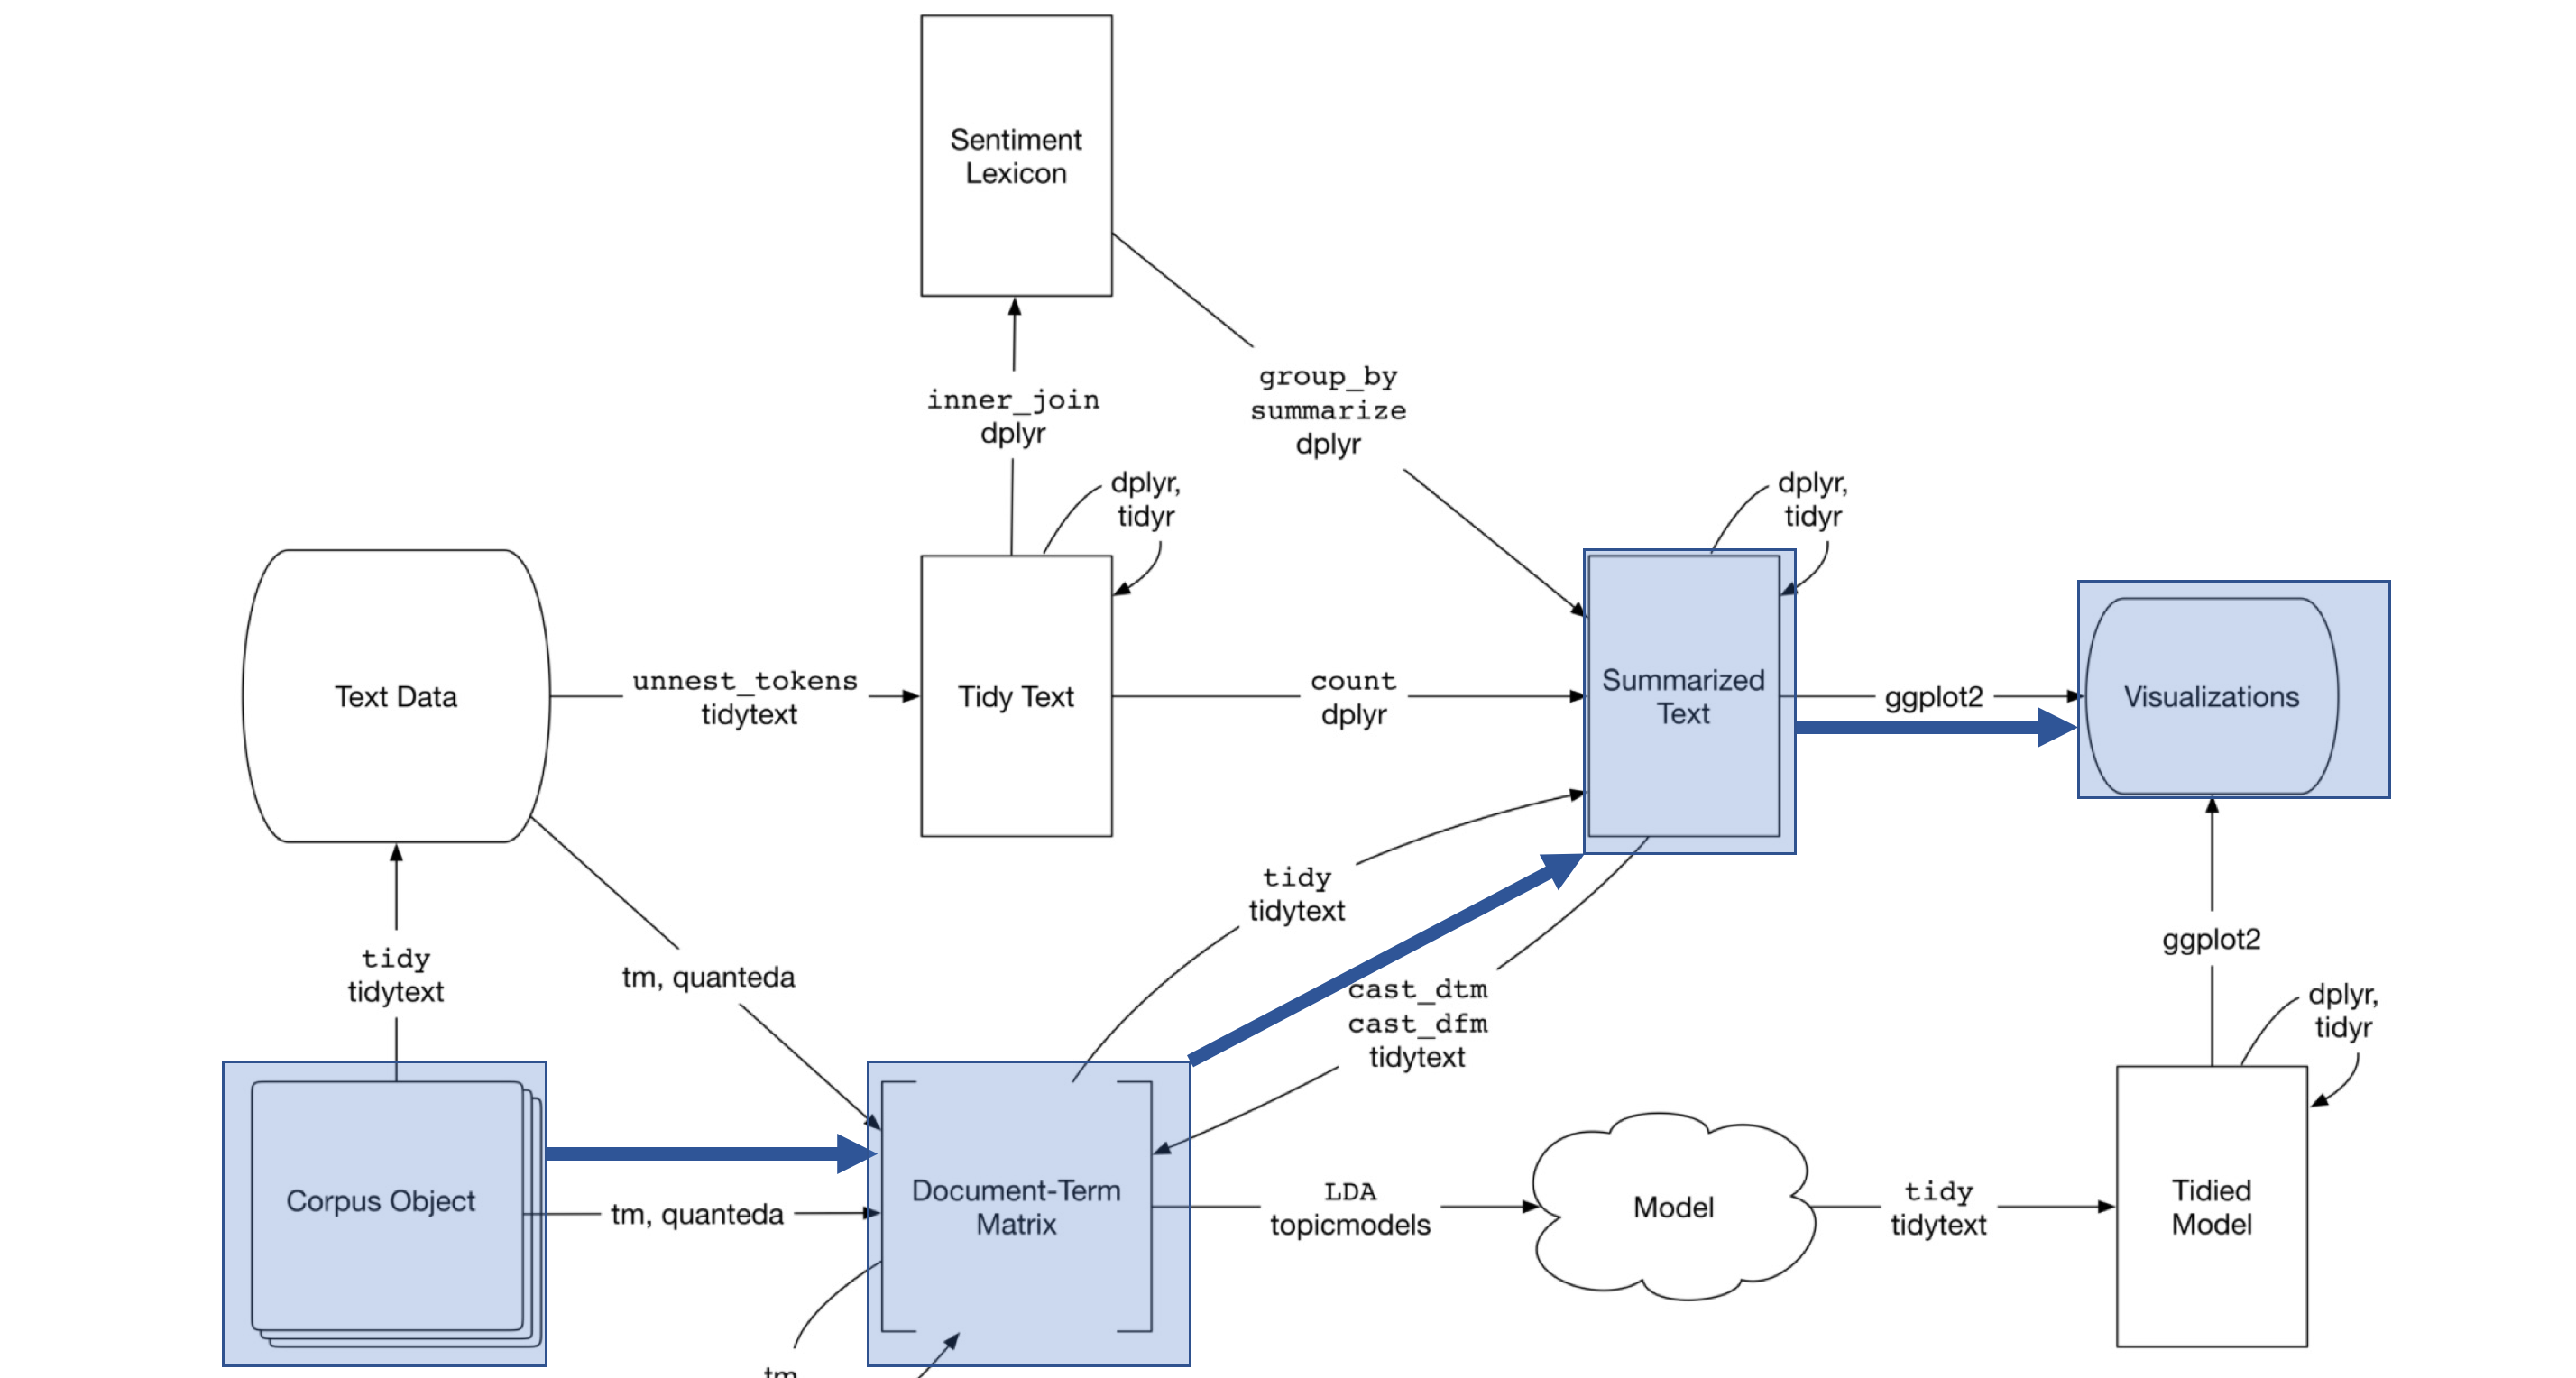 Sentiment
Lexicon
group_by
summarize
dplyr
inner_join
dplyr
dplyr,
tidyr
dplyr,
tidyr
Text Data
unnest_tokens
tidytext
Tidy Text
count
dplyr
Summarized
Text
ggplot2
Visualizations
tidy
tidytext
tidy
tidytext
tm, quanteda
cast_dtm
cast_dfm
tidytext
ggplot2
dplyr,
tidyr
Corpus Object
tm, quanteda
Document-Term
Matrix
LDA
topicmodels
Model
tidy
tidytext
Tidied
Model
tm